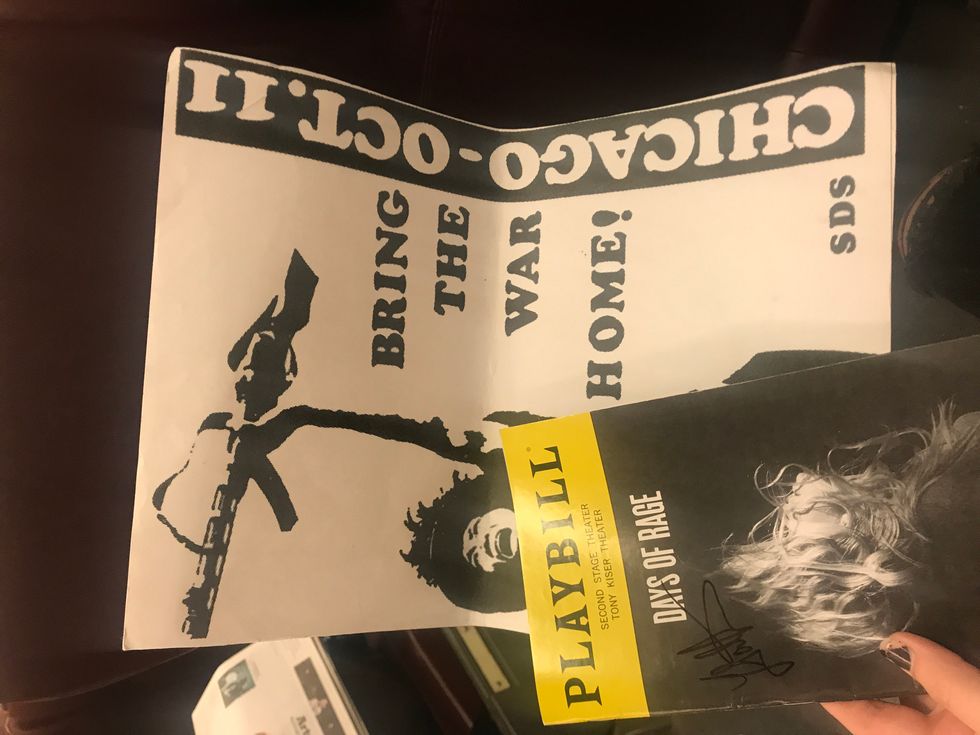 CHICAGO-OCT.11
BRING
THE
WAR
HOME!
SDS
PLAYBILL®
SECOND STAGE THEATER
TONY KISER THEATER
DAYS OF RAGE